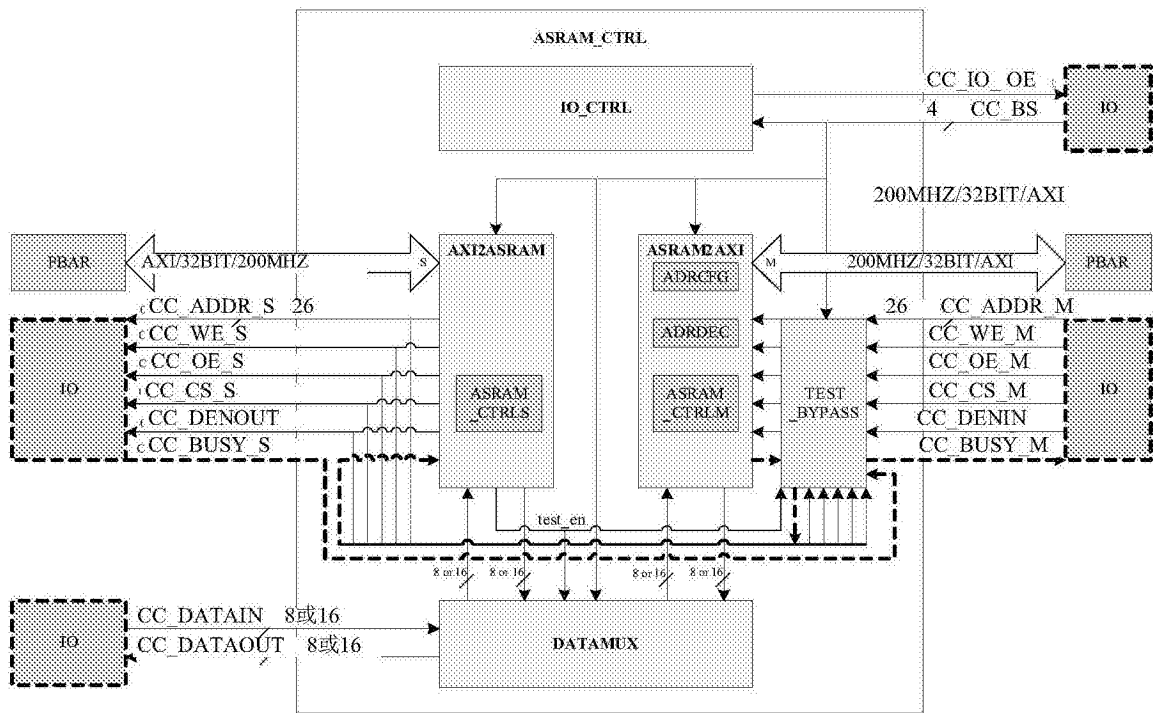 ASRAM_CTRL
IO_CTRL
CC_IO_OE
4 CC_BS
IO
200MHZ/32BIT/AXI
PBAR
AXI/32BIT/200MHZ
S
AXI2ASRAM
ASRAM2AXI
M
200MHZ/32BIT/AXI
PBAR
ADRCFG
CC_ADDR_S 26
26 CC_ADDR_M
CC_WE_S
ADRDEC
CC_WE_M
IO
CC_OE_S
CC_OE_M
IO
CC_CS_S
ASRAM
_CTRLS
ASRAM
_CTRLM
TEST
_BYPASS
CC_CS_M
CC_DENOUT
CC_DENIN
CC_BUSY_S
CC_BUSY_M
test_en
8 or 16
8 or 16
8 or 16
8 or 16
IO
CC_DATAIN 8或16
CC_DATAOUT 8或16
DATAMUX